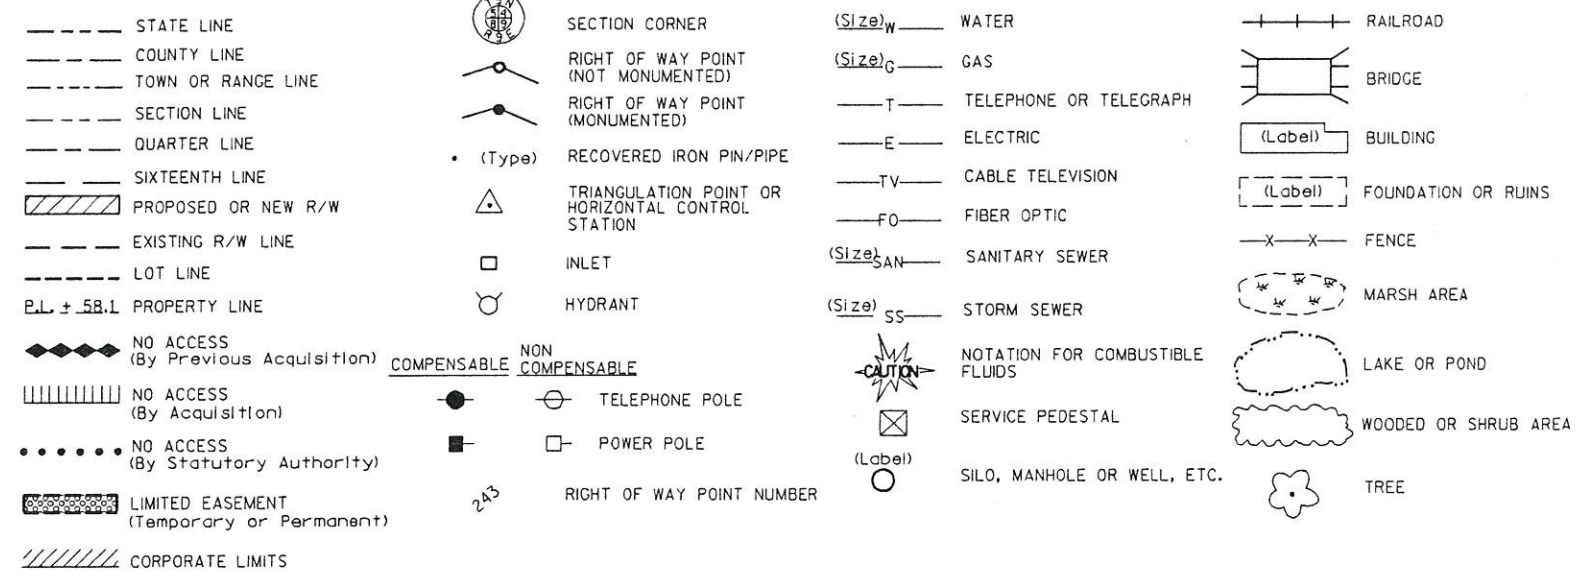 STATE LINE
COUNTY LINE
TOWN OR RANGE LINE
SECTION LINE
QUARTER LINE
SIXTEENTH LINE
PROPOSED OR NEW R/W
EXISTING R/W LINE
LOT LINE
P.L. + 58.1 PROPERTY LINE
NO ACCESS
(By Previous Acquisition)
NO ACCESS
(By Acquisition)
NO ACCESS
(By Statutory Authority)
LIMITED EASEMENT
(Temporary or Permanent)
CORPORATE LIMITS
5 4
8 9
R 9 E
SECTION CORNER
RIGHT OF WAY POINT
(NOT MONUMENTED)
RIGHT OF WAY POINT
(MONUMENTED)
(Type) RECOVERED IRON PIN/PIPE
TRIANGULATION POINT OR
HORIZONTAL CONTROL
STATION
INLET
HYDRANT
COMPENSABLE
NON
COMPENSABLE
TELEPHONE POLE
POWER POLE
243 RIGHT OF WAY POINT NUMBER
(Size) W WATER
(Size) G GAS
T TELEPHONE OR TELEGRAPH
E ELECTRIC
TV CABLE TELEVISION
FO FIBER OPTIC
(Size) SAN SANITARY SEWER
(Size) SS STORM SEWER
CAUTION
NOTATION FOR COMBUSTIBLE
FLUIDS
SERVICE PEDESTAL
(Label)
SILO, MANHOLE OR WELL, ETC.
RAILROAD
BRIDGE
(Label) BUILDING
(Label) FOUNDATION OR RUINS
X X FENCE
MARSH AREA
LAKE OR POND
WOODED OR SHRUB AREA
TREE